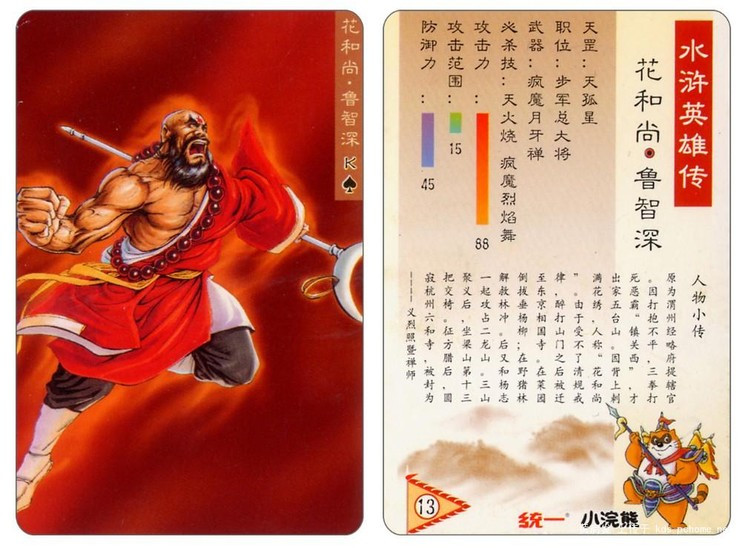 花和尚·鲁智深
K♠
水浒英雄传
花和尚·鲁智深
天罡：天孤星
职位：步军总大将
武器：疯魔月牙禅
必杀技：天火烧 疯魔烈焰舞
攻击力：
88
攻击范围：
15
防御力：
45
人物小传
原为渭州经略府提辖官
。因打抱不平，三拳打
死恶霸“镇关西”，才
出家五台山。因背上刺
满花绣，人称“花和尚
”。由于受不了清规戒
律，醉打山门之后被迁
至东京相国寺。在菜园
倒拔垂杨柳；在野猪林
解救林冲。后又和杨志
一起攻占二龙山。三山
聚义后，坐梁山第十三
把交椅。征方腊后，圆
寂杭州六和寺，被封为
----义烈照暨禅师
13
统一® 小浣熊